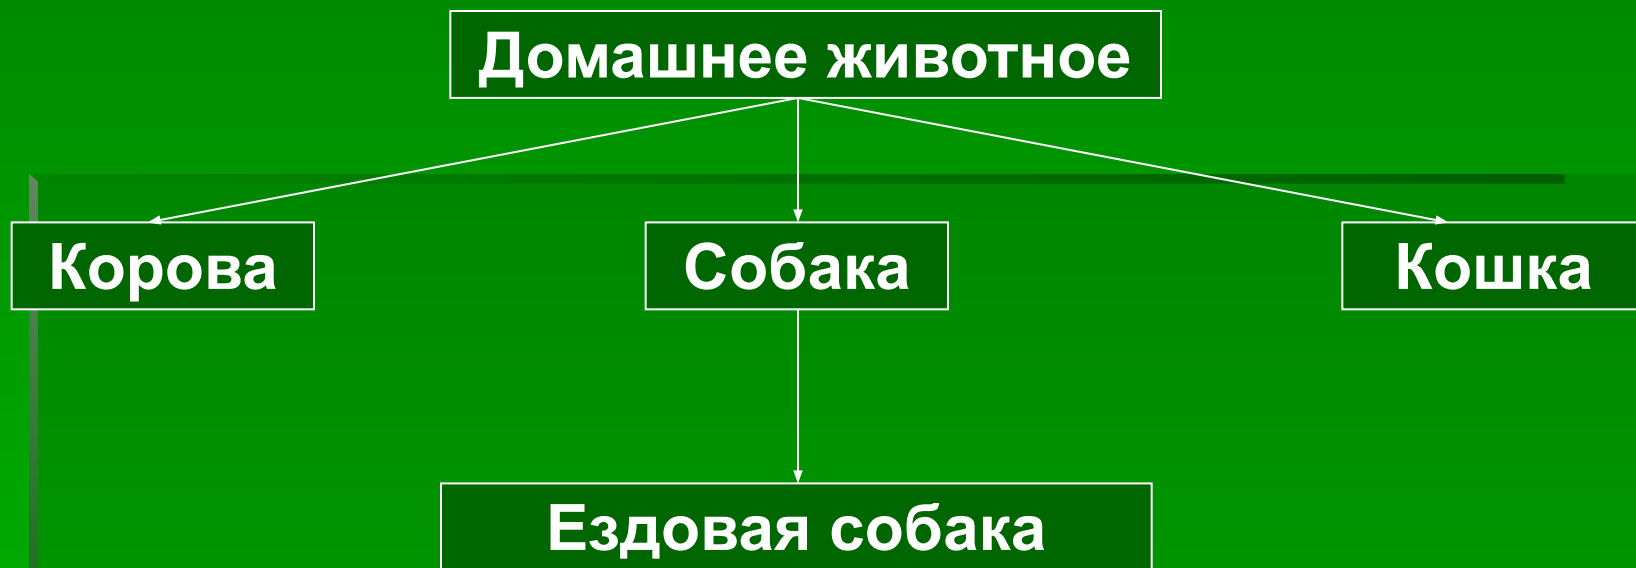 Домашнее животное
Корова
Собака
Кошка
Ездовая собака